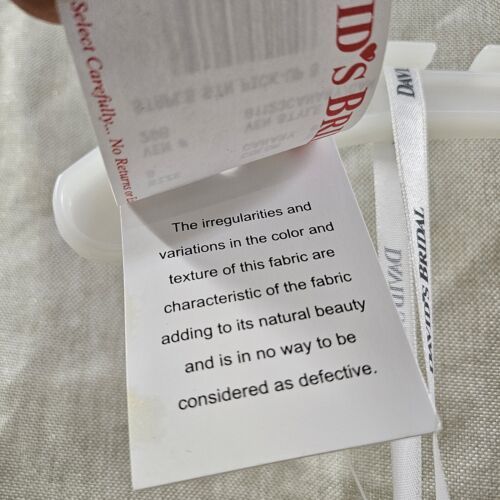 Select Carefully... No Returns or E
ID'S BRI
DAVI
The irregularities and
variations in the color and
texture of this fabric are
characteristic of the fabric
adding to its natural beauty
and is in no way to be
considered as defective.
DAVID
DAVID'S BRIDAL